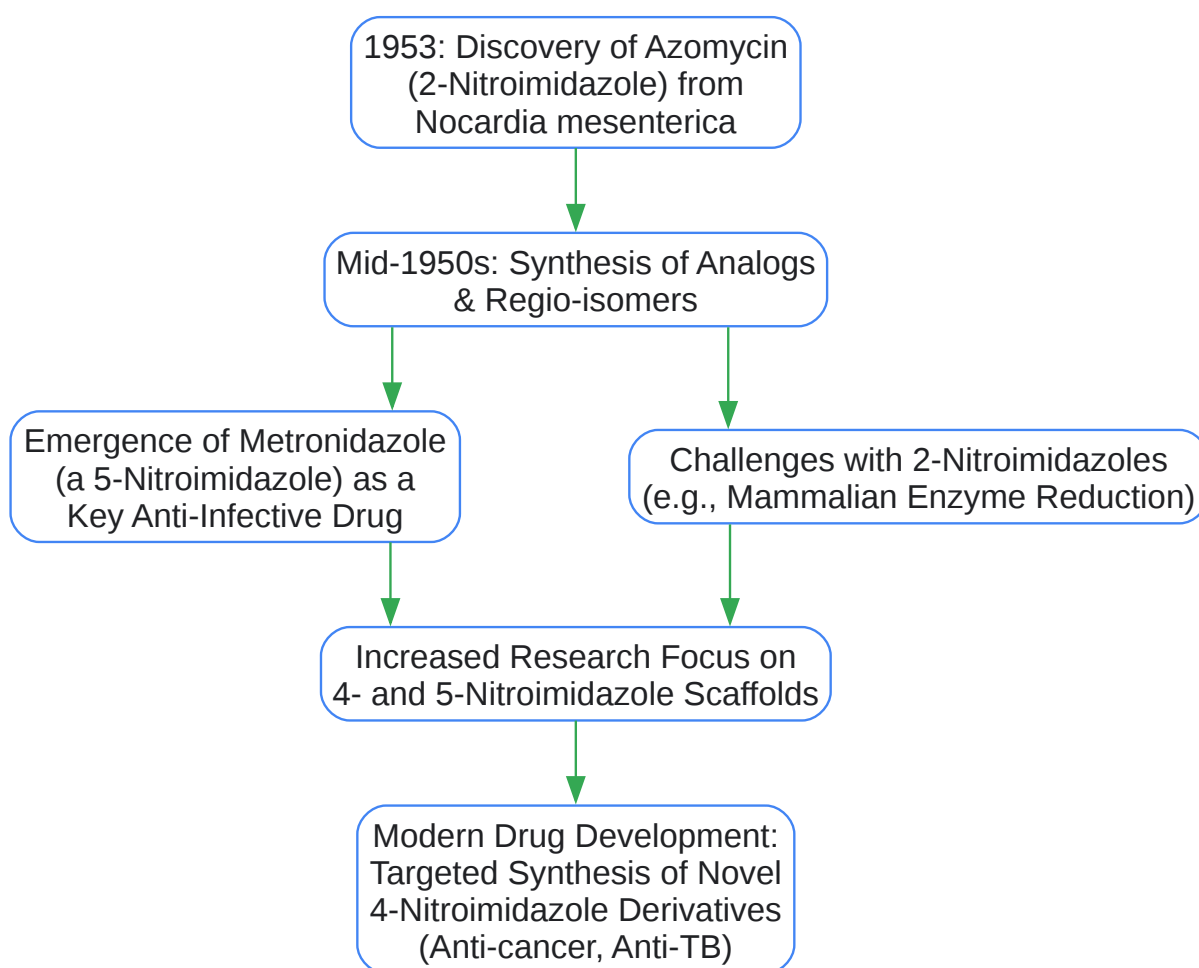 1953: Discovery of Azomycin
(2-Nitroimidazole) from
Nocardia mesenterica
Mid-1950s: Synthesis of Analogs
& Regio-isomers
Emergence of Metronidazole
(a 5-Nitroimidazole) as a
Key Anti-Infective Drug
Challenges with 2-Nitroimidazoles
(e.g., Mammalian Enzyme Reduction)
Increased Research Focus on
4- and 5-Nitroimidazole Scaffolds
Modern Drug Development:
Targeted Synthesis of Novel
4-Nitroimidazole Derivatives
(Anti-cancer, Anti-TB)